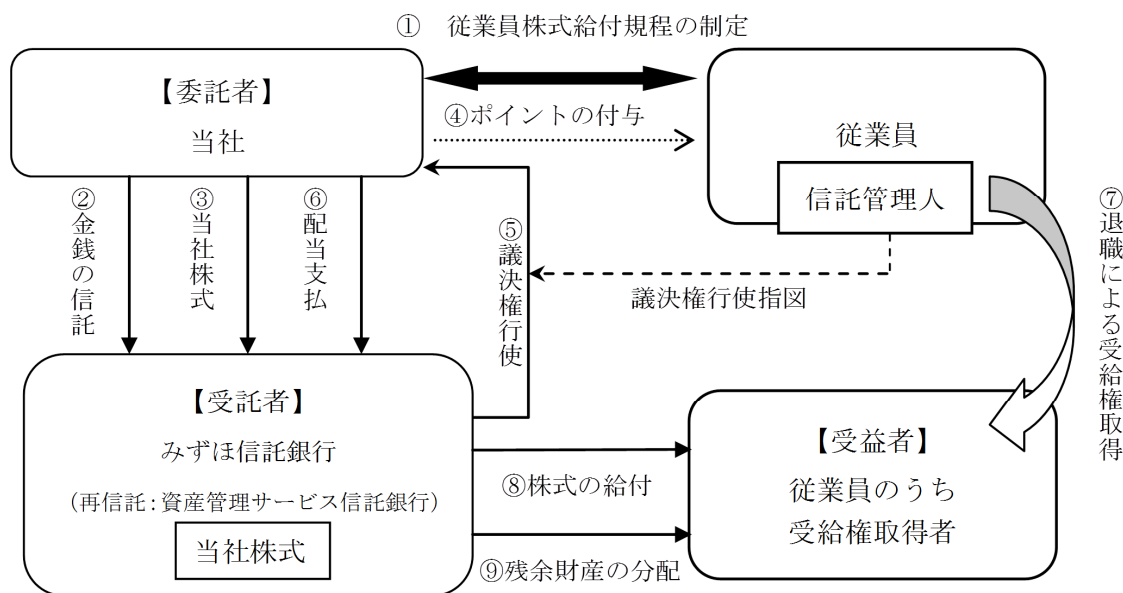 ① 従業員株式給付規程の制定
【委託者】
当社
④ポイントの付与
従業員
信託管理人
②金銭の信託
③当社株式
⑥配当支払
⑤議決権行使
議決権行使指図
⑦退職による受給権取得
【受託者】
みずほ信託銀行
(再信託:資産管理サービス信託銀行)
当社株式
⑧株式の給付
⑨残余財産の分配
【受益者】
従業員のうち
受給権取得者